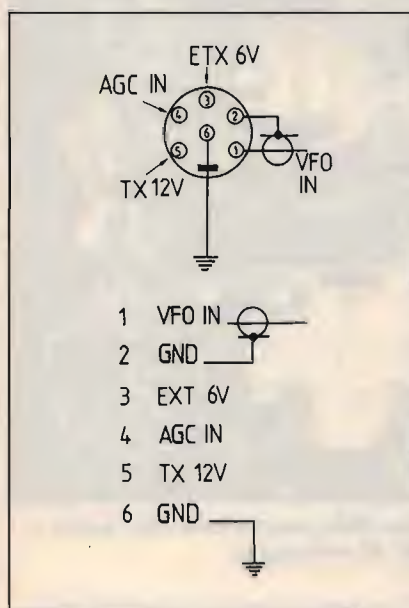 ETX 6V
AGC IN
3
4
2
6
5
1
VFO
IN
TX 12V
1 VFO IN
2 GND
3 EXT 6V
4 AGC IN
5 TX 12V
6 GND